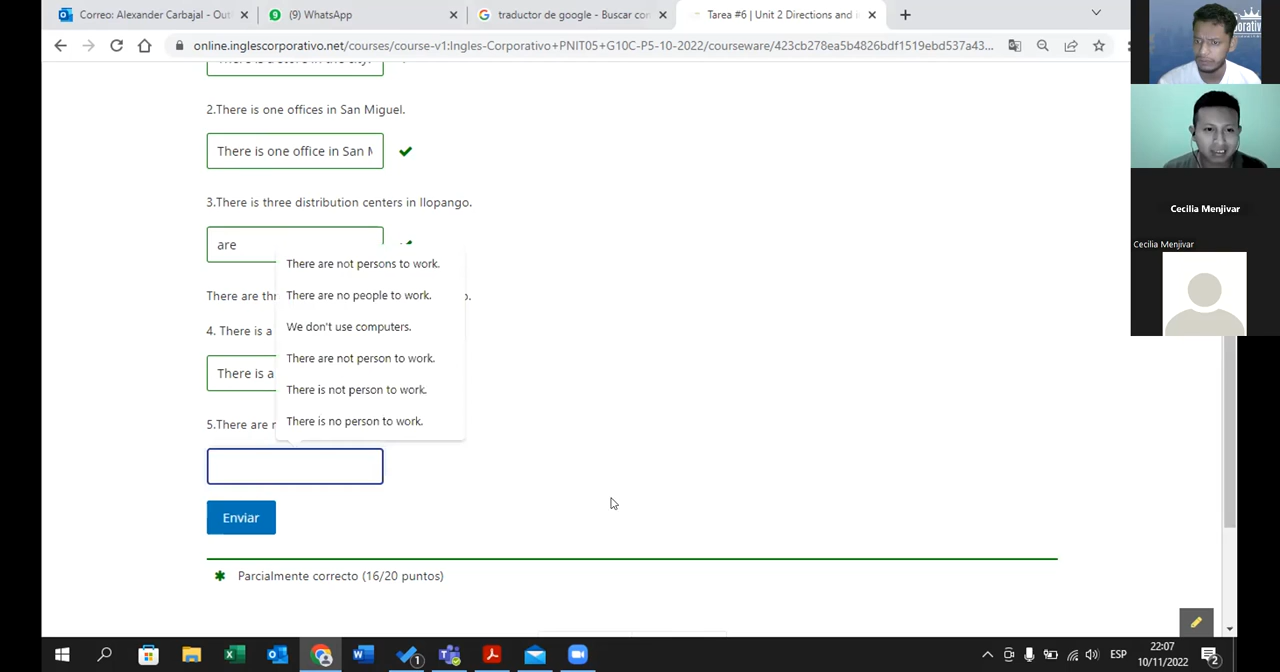 Correo: Alexander Carbajal - Out
(9) WhatsApp
traductor de google - Buscar con
Tarea #6 | Unit 2 Directions and i
online.inglescorporativo.net/courses/course-v1:Ingles-Corporativo+PNIT05+G10C-P5-10-2022/courseware/423cb278ea5b4826bdf1519ebd537a43...
2.There is one offices in San Miguel.
There is one office in San M
3.There is three distribution centers in Ilopango.
are
There are not persons to work.
There are thr
There are no people to work.
o.
4. There is a
We don't use computers.
There are not person to work.
There is a
There is not person to work.
5.There are n
There is no person to work.
Enviar
Parcialmente correcto (16/20 puntos)
Cecilia Menjivar
Cecilia Menjivar
ESP
22:07
10/11/2022